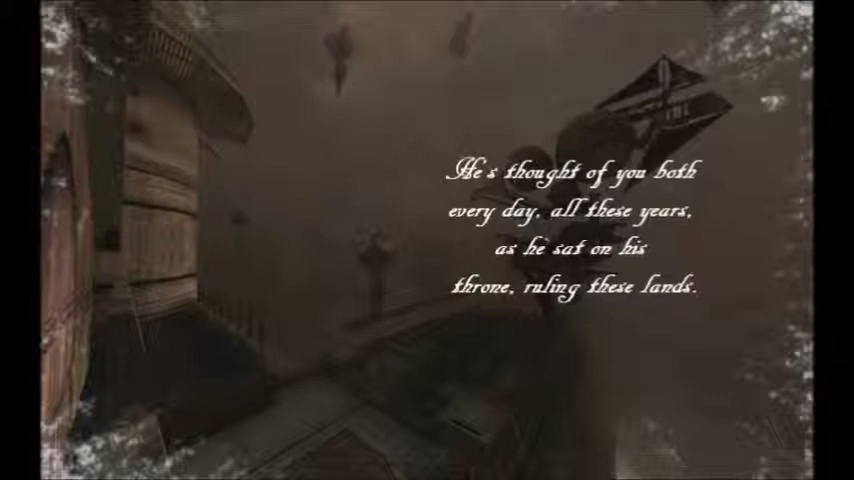 He's thought of you both
every day, all these years,
as he sat on his
throne, ruling these lands.